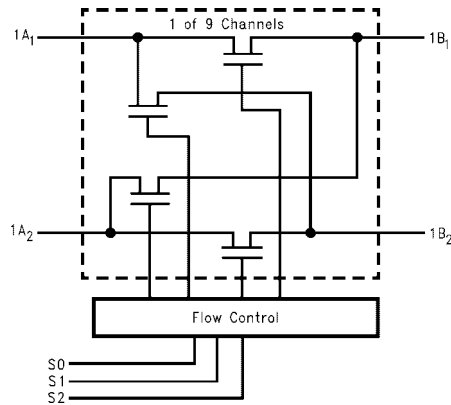 1 of 9 Channels
1A1
1B1
1A2
1B2
Flow Control
S0
S1
S2